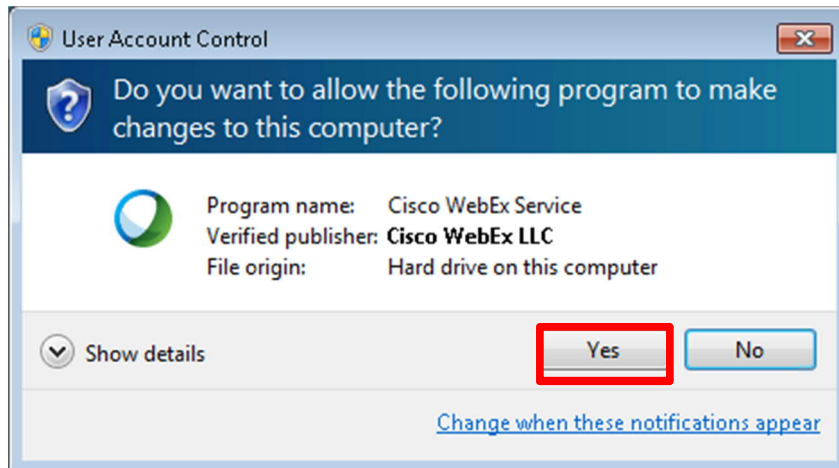 User Account Control
Do you want to allow the following program to make
changes to this computer?
Program name: Cisco WebEx Service
Verified publisher: Cisco WebEx LLC
File origin: Hard drive on this computer
Show details Yes No
Change when these notifications appear